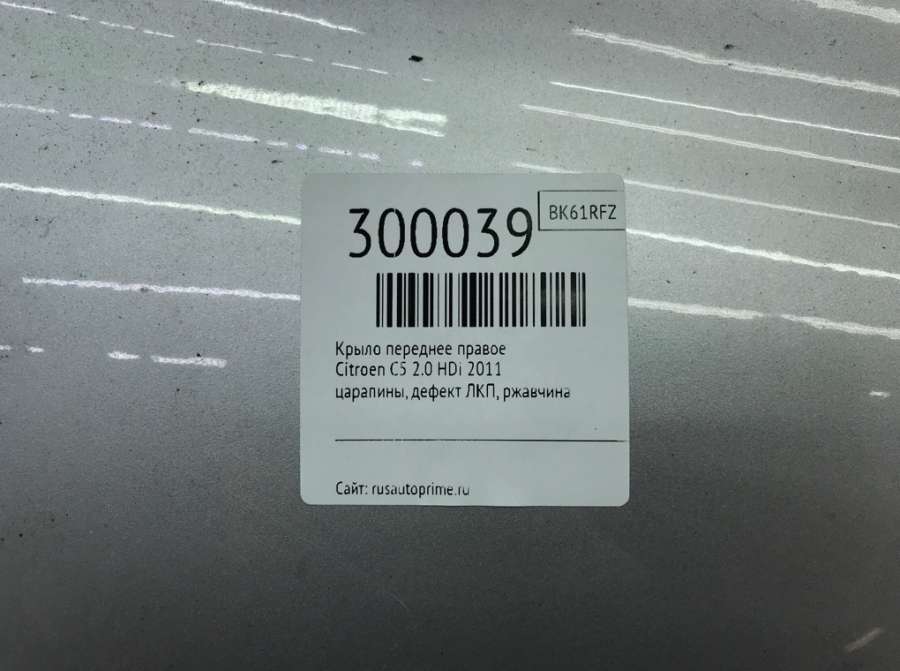 300039
BK61RFZ
Крыло переднее правое
Citroen C5 2.0 HDi 2011
царапины, дефект ЛКП, ржавчина
Сайт: rusautoprime.ru